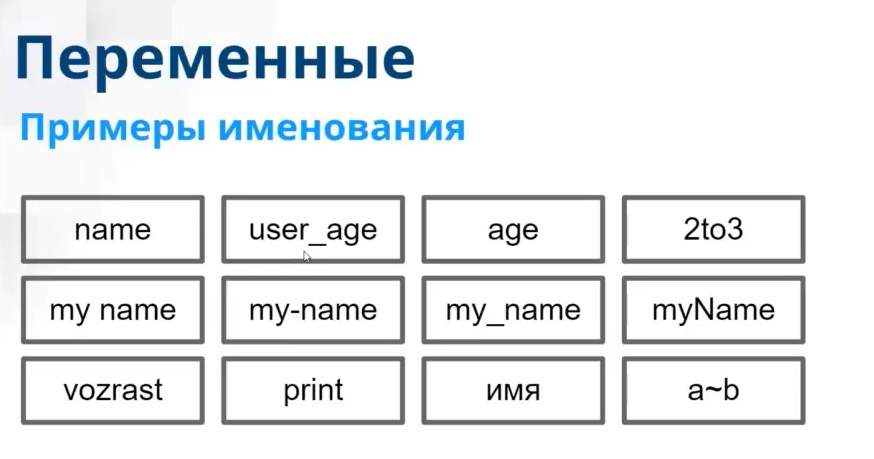 Переменные
Примеры именования
name user_age age 2to3
my name my-name my_name myName
vozrast print имя a~b